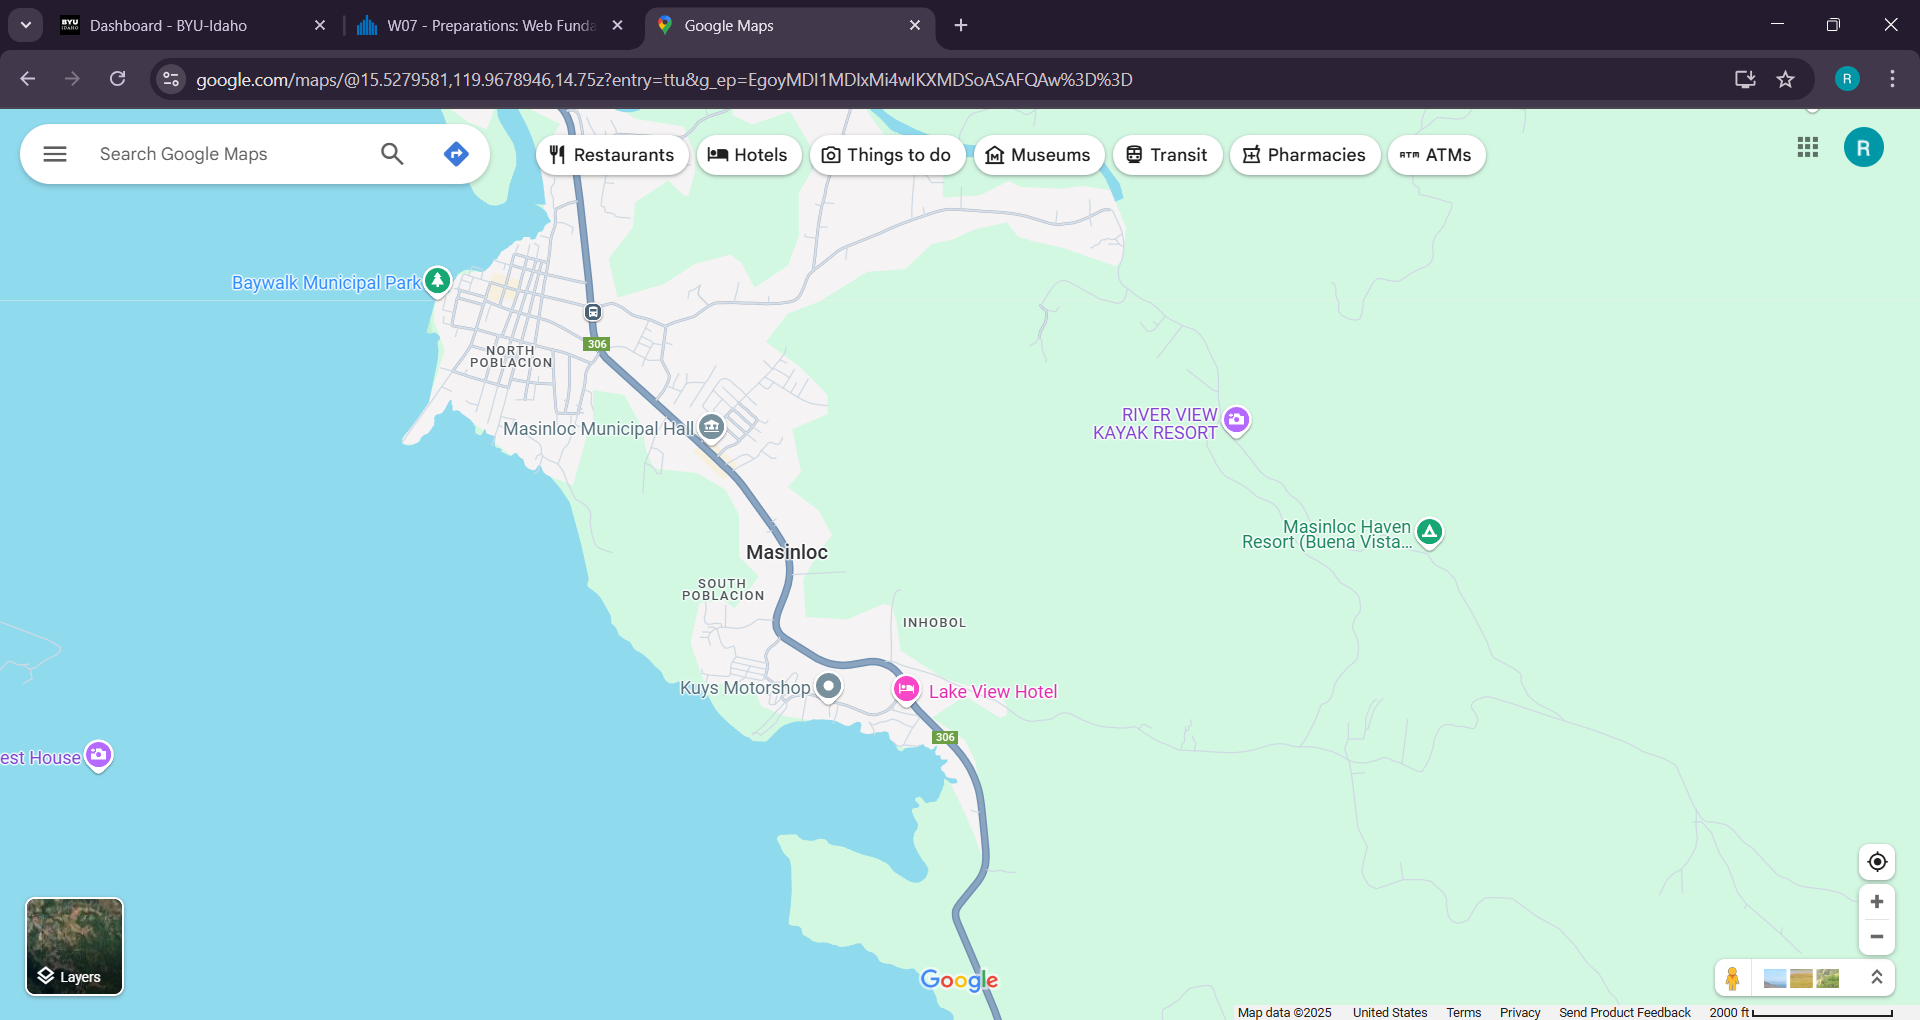 Dashboard - BYU-Idaho
W07 - Preparations: Web Funda
Google Maps
google.com/maps/@15.5279581,119.9678946,14.75z?entry=ttu&g_ep=EgoyMDI1MDIxMi4wIKXMDSoASAFQAw%3D%3D
R
Search Google Maps
Restaurants
Hotels
Things to do
Museums
Transit
Pharmacies
ATM ATMs
R
Baywalk Municipal Park
306
NORTH
POBLACION
Masinloc Municipal Hall
RIVER VIEW
KAYAK RESORT
Masinloc Haven
Resort (Buena Vista...
Masinloc
SOUTH
POBLACION
INHOBOL
Kuys Motorshop
Lake View Hotel
306
est House
Layers
Google
Map data ©2025
United States
Terms
Privacy
Send Product Feedback
2000 ft